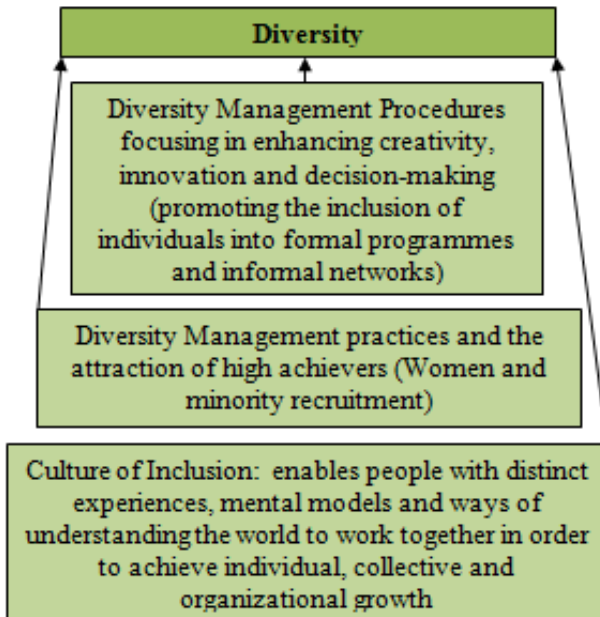 Diversity
Diversity Management Procedures
focusing in enhancing creativity,
innovation and decision-making
(promoting the inclusion of
individuals into formal programmes
and informal networks)
Diversity Management practices and the
attraction of high achievers (Women and
minority recruitment)
Culture of Inclusion:  enables people with distinct
experiences, mental models and ways of
understanding the world to work together in order
to achieve individual, collective and
organizational growth